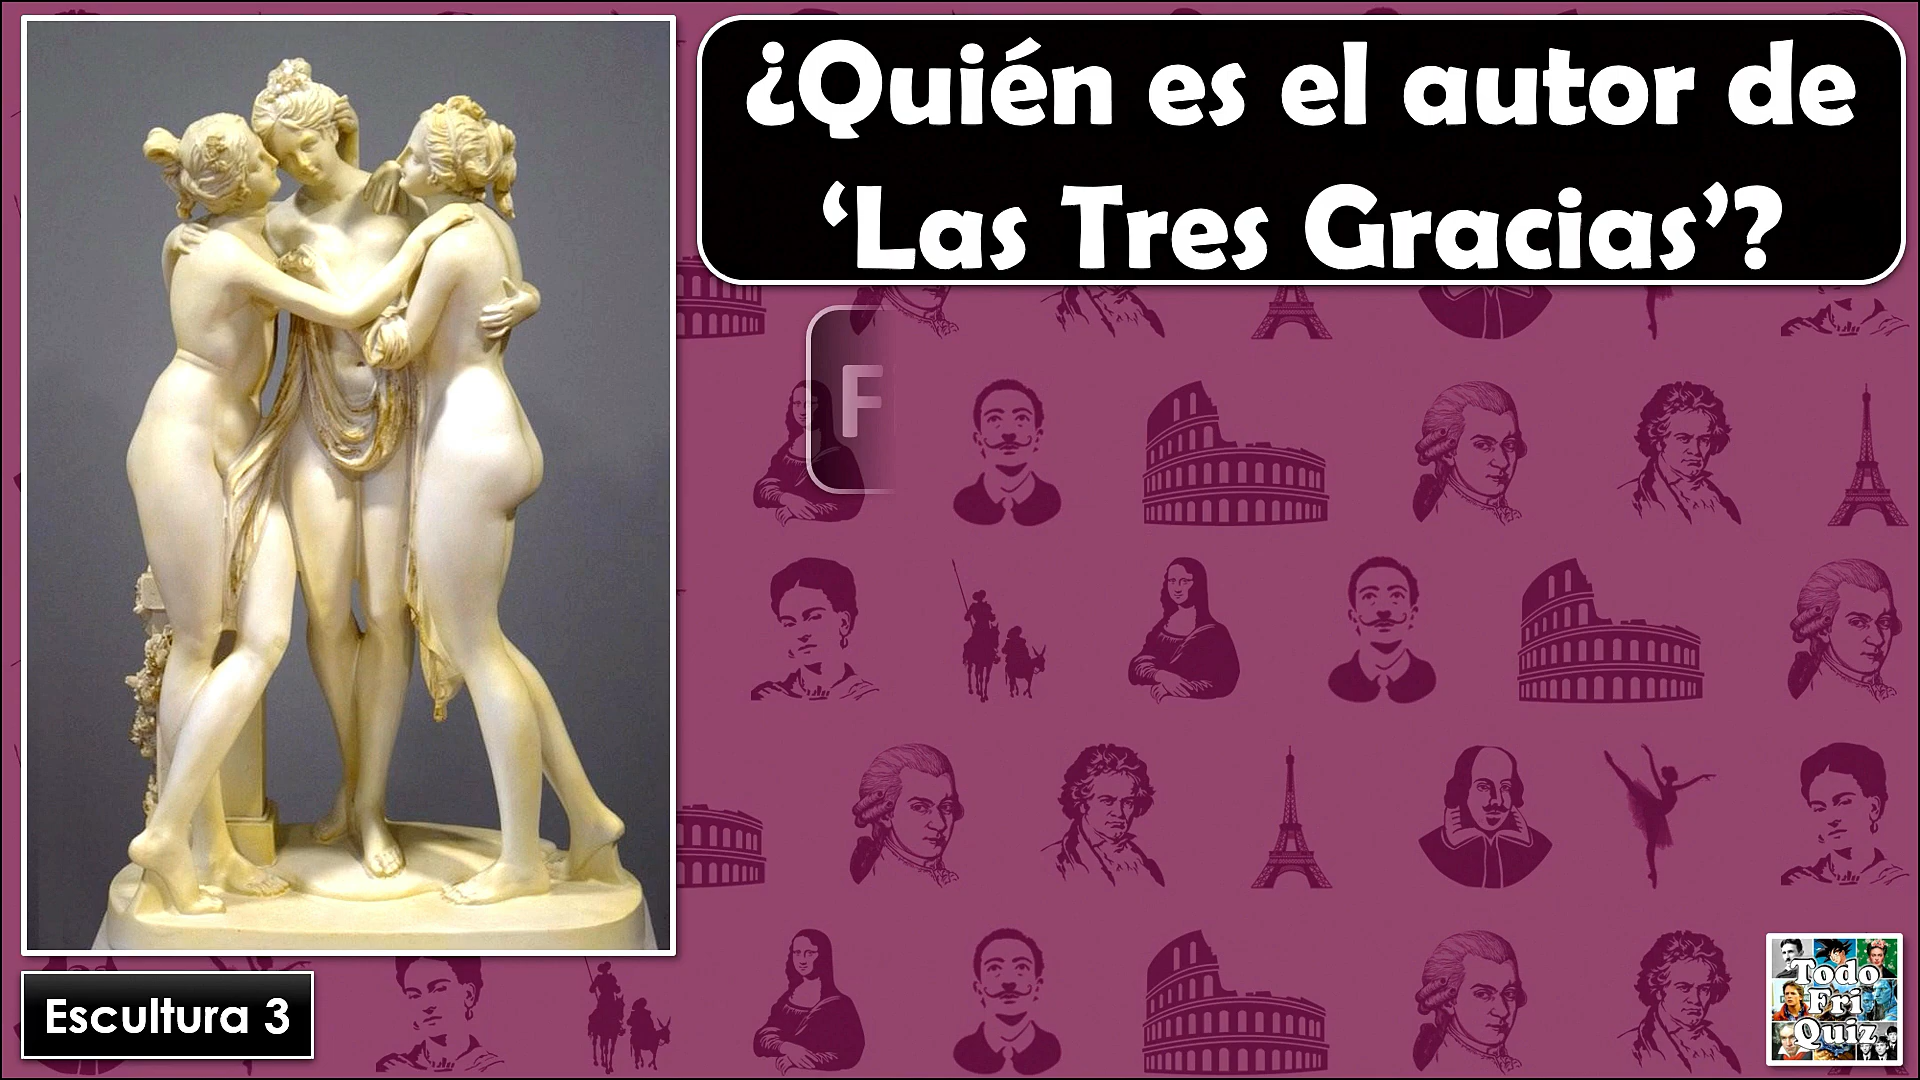 ¿Quién es el autor de
‘Las Tres Gracias’?
F
Escultura 3
Todo
Fri
Quiz